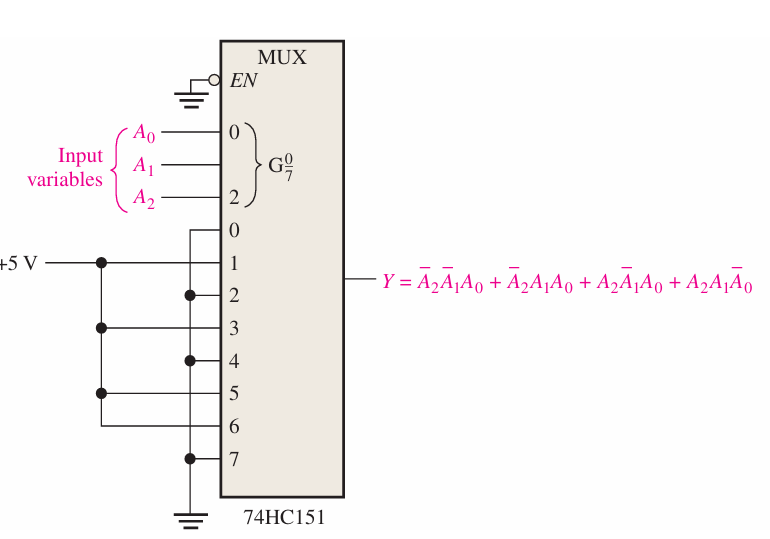 MUX
EN
Input
variables
A₀
A₁
A₂
0
2
G 0/7
+5 V
0
1
2
3
4
5
6
7
Y = A̅₂A̅₁A₀ + A̅₂A₁A₀ + A₂A̅₁A₀ + A₂A₁A̅₀
74HC151